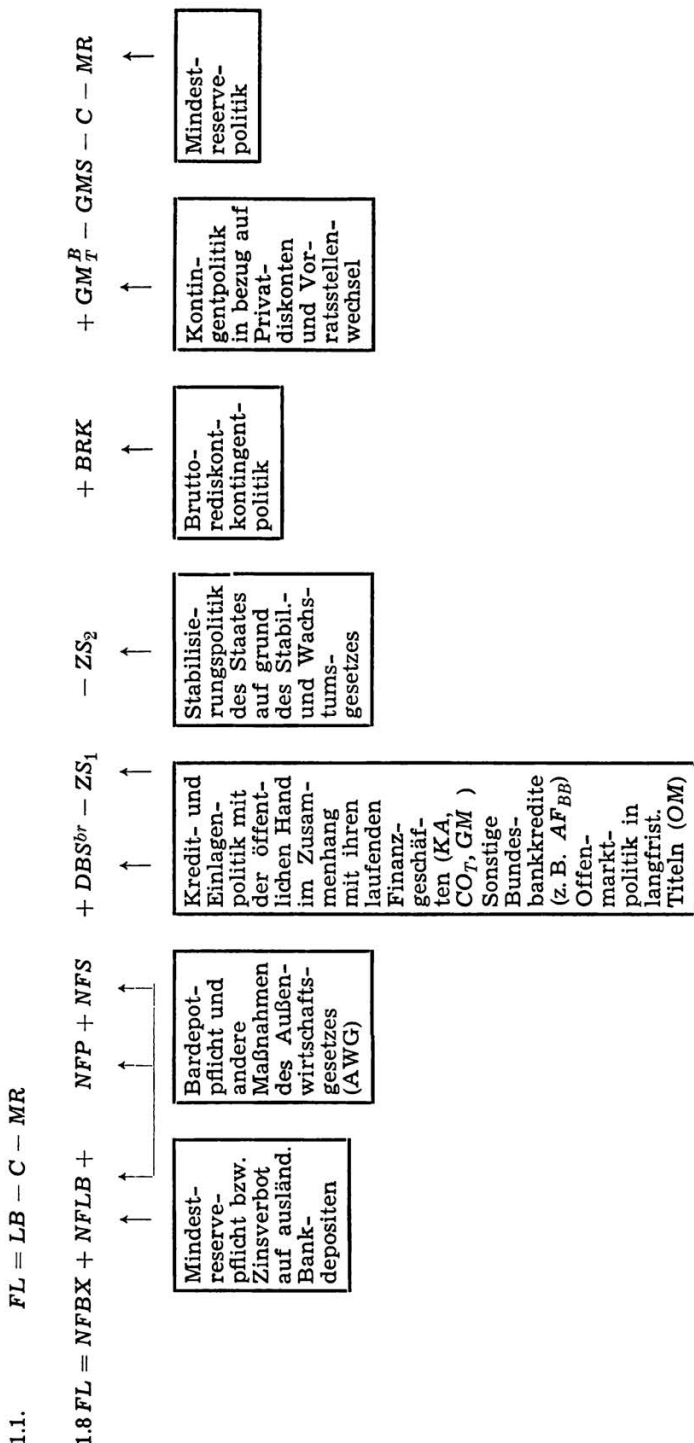 1.1. FL = LB − C − MR
1.8 FL = NFBX + NFLB + NFP + NFS + DBS^br − ZS₁ − ZS₂ + BRK + GM_T^B − GMS − C − MR
↑ ↑ ↑ ↑ ↑ ↑ ↑ ↑ ↑ ↑
Mindest-
reserve-
pflicht bzw.
Zinsverbot
auf ausländ.
Bank-
depositen
Bardepot-
pflicht und
andere
Maßnahmen
des Außen-
wirtschafts-
gesetzes
(AWG)
Kredit- und
Einlagen-
politik mit
der öffent-
lichen Hand
im Zusam-
menhang
mit ihren
laufenden
Finanz-
geschäf-
ten (KA,
CO_T, GM )
Sonstige
Bundes-
bankkredite
(z. B. AF_BB)
Offen-
markt-
politik in
langfrist.
Titeln (OM)
Stabilisie-
rungspolitik
des Staates
auf grund
des Stabil.-
und Wachs-
tums-
gesetzes
Brutto-
rediskont-
kontingent-
politik
Kontin-
gentpolitik
in bezug auf
Privat-
diskonten
und Vor-
ratsstellen-
wechsel
Mindest-
reserve-
politik